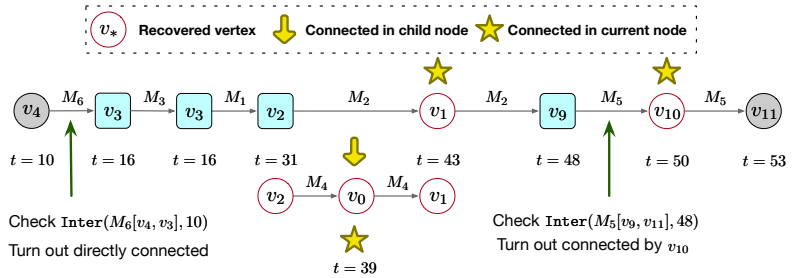 v* Recovered vertex Connected in child node Connected in current node
M6 M3 M1 M2 M2 M5 M5
v4 v3 v3 v2 v1 v9 v10 v11
t = 10 t = 16 t = 16 t = 31 t = 43 t = 48 t = 50 t = 53
M4 M4
v2 v0 v1
Check Inter(M6[v4, v3], 10)
Turn out directly connected
t = 39
Check Inter(M5[v9, v11], 48)
Turn out connected by v10